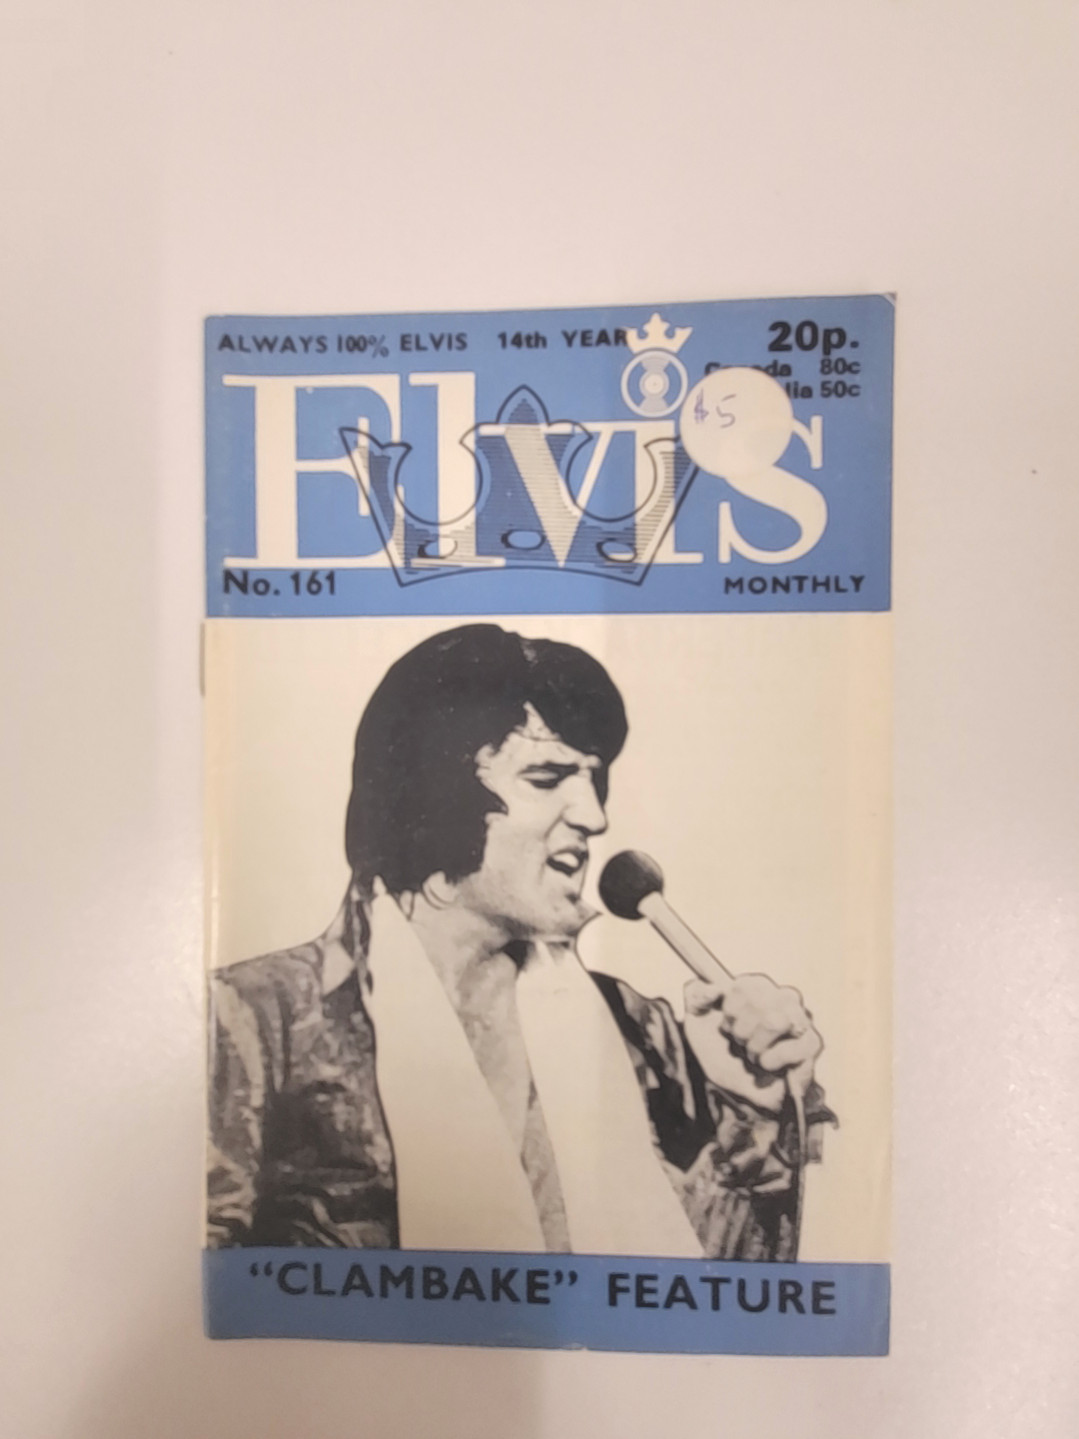 ALWAYS 100% ELVIS 14th YEAR 20p.
80c
50c
$5
Elvis
No. 161 MONTHLY
"CLAMBAKE" FEATURE